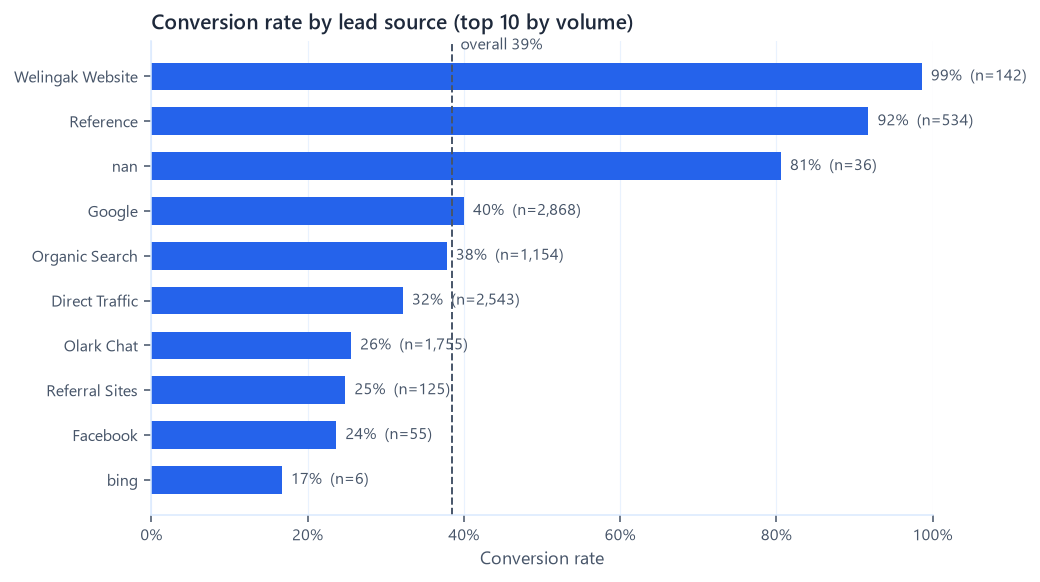 Conversion rate by lead source (top 10 by volume)
overall 39%
Welingak Website 99% (n=142)
Reference 92% (n=534)
nan 81% (n=36)
Google 40% (n=2,868)
Organic Search 38% (n=1,154)
Direct Traffic 32% (n=2,543)
Olark Chat 26% (n=1,755)
Referral Sites 25% (n=125)
Facebook 24% (n=55)
bing 17% (n=6)
0% 20% 40% 60% 80% 100%
Conversion rate